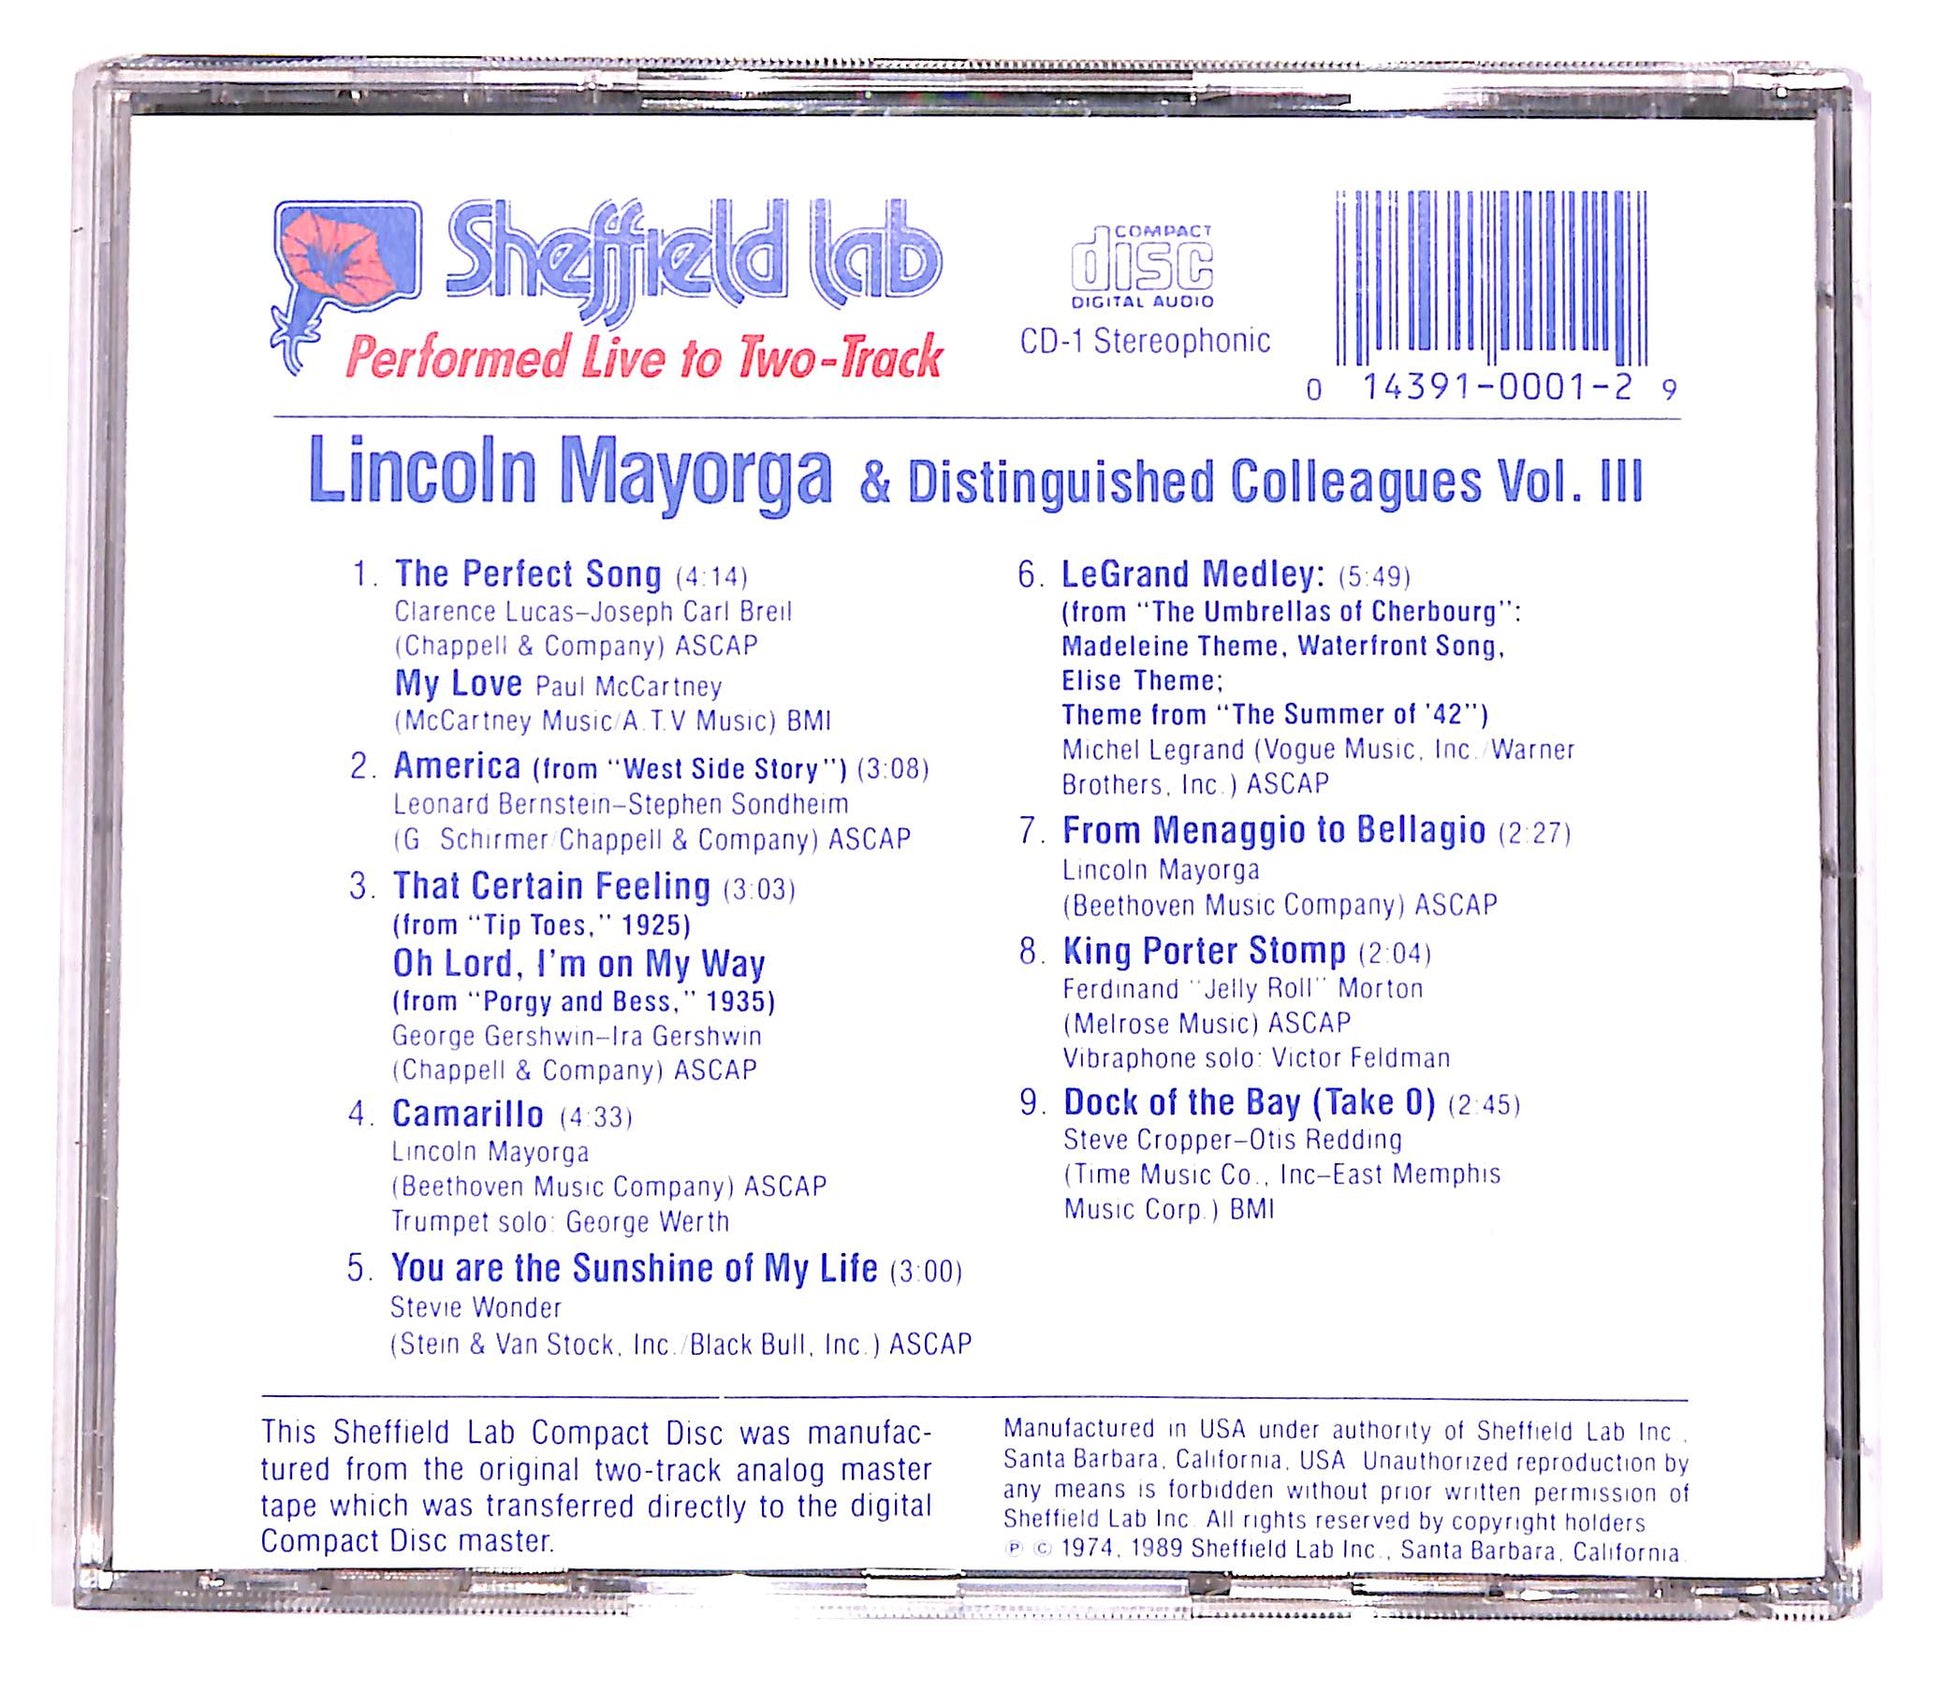 Sheffield Lab
Performed Live to Two-Track
COMPACT
disc
DIGITAL AUDIO
CD-1 Stereophonic
0 14391-0001-2 9
Lincoln Mayorga & Distinguished Colleagues Vol. III
1. The Perfect Song (4:14)
Clarence Lucas–Joseph Carl Breil
(Chappell & Company) ASCAP
My Love Paul McCartney
(McCartney Music/A.T.V Music) BMI
2. America (from "West Side Story") (3:08)
Leonard Bernstein–Stephen Sondheim
(G. Schirmer/Chappell & Company) ASCAP
3. That Certain Feeling (3:03)
(from "Tip Toes," 1925)
Oh Lord, I'm on My Way
(from "Porgy and Bess," 1935)
George Gershwin–Ira Gershwin
(Chappell & Company) ASCAP
4. Camarillo (4:33)
Lincoln Mayorga
(Beethoven Music Company) ASCAP
Trumpet solo: George Werth
5. You are the Sunshine of My Life (3:00)
Stevie Wonder
(Stein & Van Stock, Inc./Black Bull, Inc.) ASCAP
6. LeGrand Medley: (5:49)
(from "The Umbrellas of Cherbourg":
Madeleine Theme, Waterfront Song,
Elise Theme;
Theme from "The Summer of '42")
Michel Legrand (Vogue Music, Inc./Warner
Brothers, Inc.) ASCAP
7. From Menaggio to Bellagio (2:27)
Lincoln Mayorga
(Beethoven Music Company) ASCAP
8. King Porter Stomp (2:04)
Ferdinand "Jelly Roll" Morton
(Melrose Music) ASCAP
Vibraphone solo: Victor Feldman
9. Dock of the Bay (Take 0) (2:45)
Steve Cropper–Otis Redding
(Time Music Co., Inc–East Memphis
Music Corp.) BMI
This Sheffield Lab Compact Disc was manufac-
tured from the original two-track analog master
tape which was transferred directly to the digital
Compact Disc master.
Manufactured in USA under authority of Sheffield Lab Inc.,
Santa Barbara, California, USA. Unauthorized reproduction by
any means is forbidden without prior written permission of
Sheffield Lab Inc. All rights reserved by copyright holders
℗ © 1974, 1989 Sheffield Lab Inc., Santa Barbara, California.